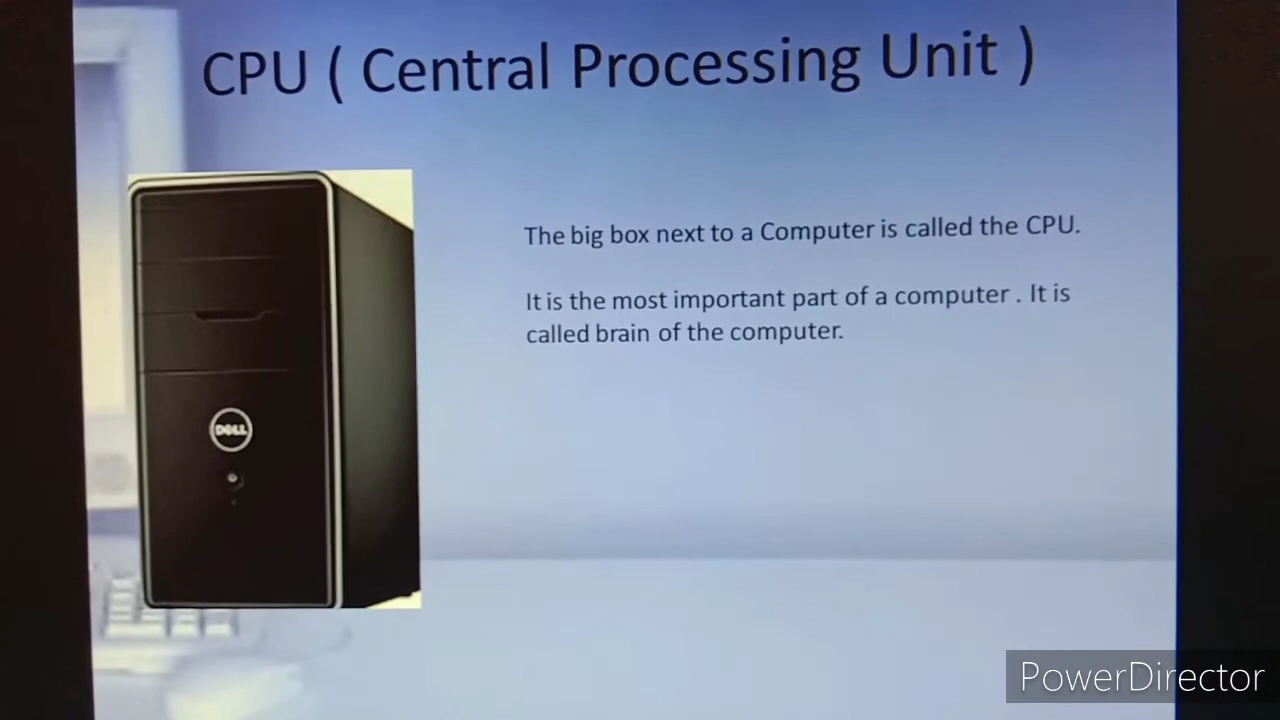 CPU ( Central Processing Unit )
The big box next to a Computer is called the CPU.
It is the most important part of a computer . It is
called brain of the computer.
DELL
PowerDirector